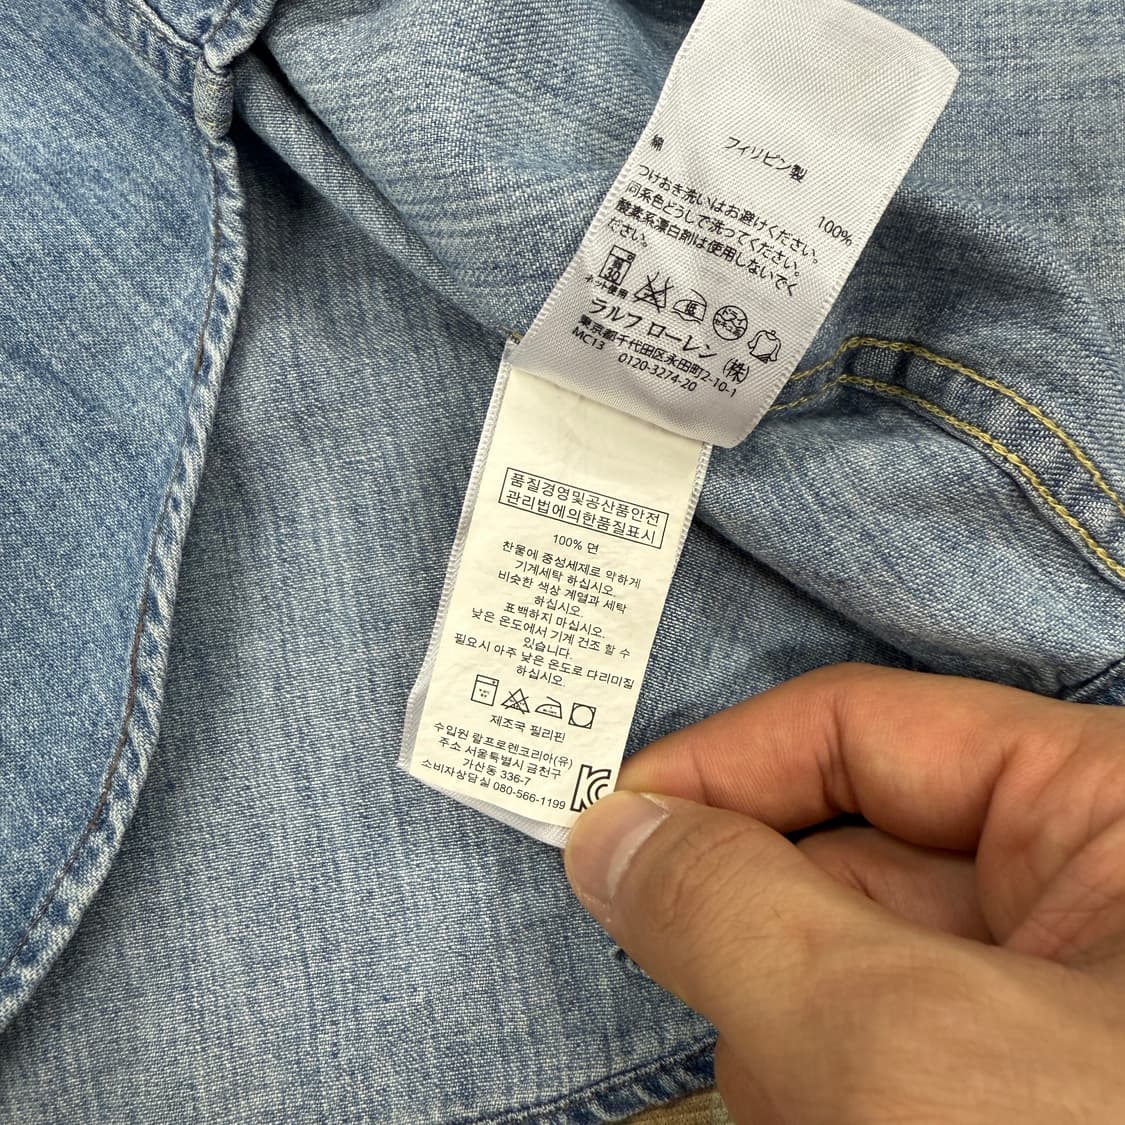 フィリピン製
綿 100%
つけおき洗いはお避けください。
同系色どうしで洗ってください。
酸素系漂白剤は使用しないでく
ださい。
ネット使用
低
ドライ
ラルフ ローレン (株)
東京都千代田区永田町2-10-1
MC13 0120-3274-20
품질경영및공산품안전
관리법에의한품질표시
100% 면
찬물에 중성세제로 약하게
기계세탁 하십시오.
비슷한 색상 계열과 세탁
하십시오.
표백하지 마십시오.
낮은 온도에서 기계 건조 할 수
있습니다.
필요시 아주 낮은 온도로 다리미질
하십시오.
제조국 필리핀
수입원 랄프로렌코리아(유)
주소 서울특별시 금천구
가산동 336-7
소비자상담실 080-566-1199